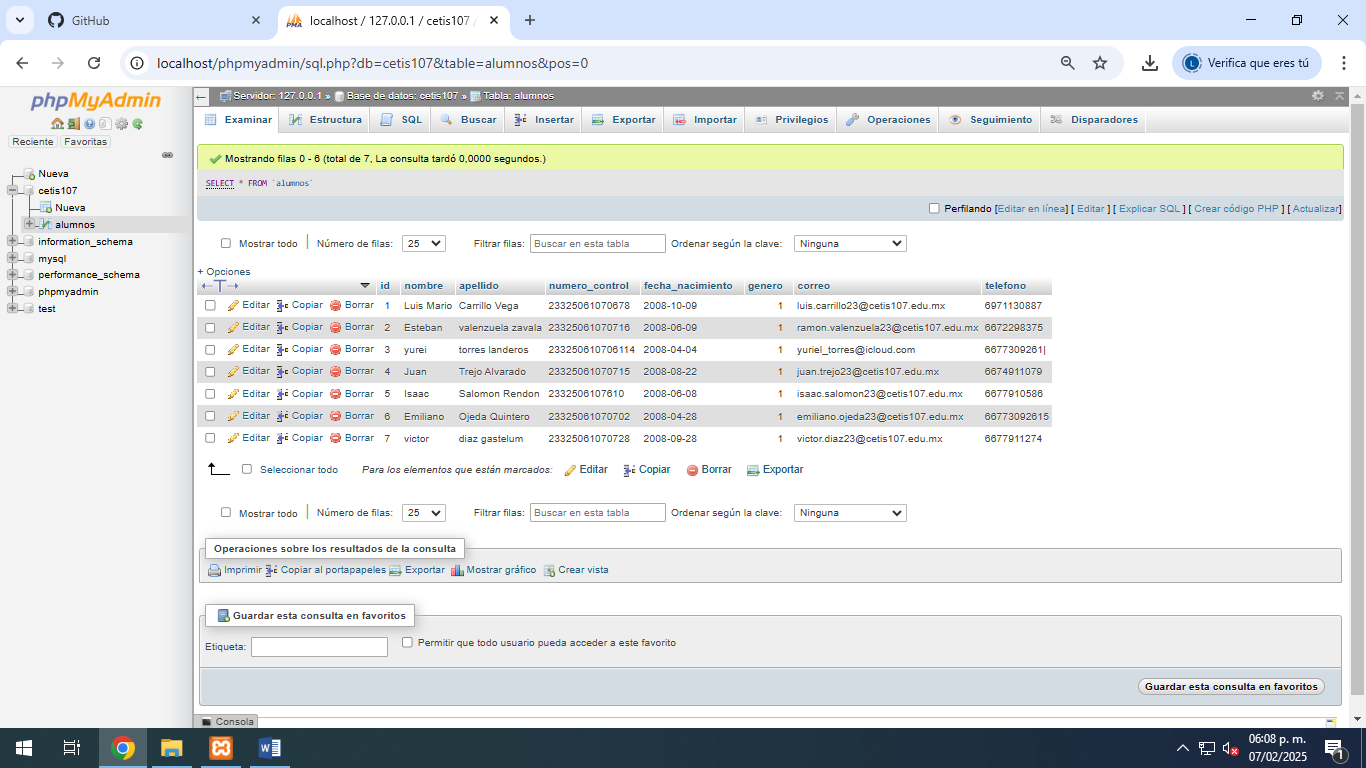 GitHub
localhost / 127.0.0.1 / cetis107 /
localhost/phpmyadmin/sql.php?db=cetis107&table=alumnos&pos=0
L
Verifica que eres tú
phpMyAdmin
Reciente Favoritas
Nueva
cetis107
Nueva
alumnos
information_schema
mysql
performance_schema
phpmyadmin
test
Servidor: 127.0.0.1 » Base de datos: cetis107 » Tabla: alumnos
Examinar Estructura SQL Buscar Insertar Exportar Importar Privilegios Operaciones Seguimiento Disparadores
Mostrando filas 0 - 6 (total de 7, La consulta tardó 0,0000 segundos.)
SELECT * FROM `alumnos`
Perfilando [Editar en línea] [ Editar ] [ Explicar SQL ] [ Crear código PHP ] [ Actualizar]
Mostrar todo Número de filas: 25 Filtrar filas: Buscar en esta tabla Ordenar según la clave: Ninguna
+ Opciones
←T→ id nombre apellido numero_control fecha_nacimiento genero correo telefono
Editar Copiar Borrar 1 Luis Mario Carrillo Vega 23325061070678 2008-10-09 1 luis.carrillo23@cetis107.edu.mx 6971130887
Editar Copiar Borrar 2 Esteban valenzuela zavala 23325061070716 2008-06-09 1 ramon.valenzuela23@cetis107.edu.mx 6672298375
Editar Copiar Borrar 3 yurei torres landeros 233250610706114 2008-04-04 1 yuriel_torres@icloud.com 6677309261|
Editar Copiar Borrar 4 Juan Trejo Alvarado 23325061070715 2008-08-22 1 juan.trejo23@cetis107.edu.mx 6674911079
Editar Copiar Borrar 5 Isaac Salomon Rendon 2332506107610 2008-06-08 1 isaac.salomon23@cetis107.edu.mx 6677910586
Editar Copiar Borrar 6 Emiliano Ojeda Quintero 23325061070702 2008-04-28 1 emiliano.ojeda23@cetis107.edu.mx 66773092615
Editar Copiar Borrar 7 victor diaz gastelum 23325061070728 2008-09-28 1 victor.diaz23@cetis107.edu.mx 6677911274
Seleccionar todo Para los elementos que están marcados: Editar Copiar Borrar Exportar
Mostrar todo Número de filas: 25 Filtrar filas: Buscar en esta tabla Ordenar según la clave: Ninguna
Operaciones sobre los resultados de la consulta
Imprimir Copiar al portapapeles Exportar Mostrar gráfico Crear vista
Guardar esta consulta en favoritos
Etiqueta: Permitir que todo usuario pueda acceder a este favorito
Guardar esta consulta en favoritos
Consola
06:08 p. m.
07/02/2025
1